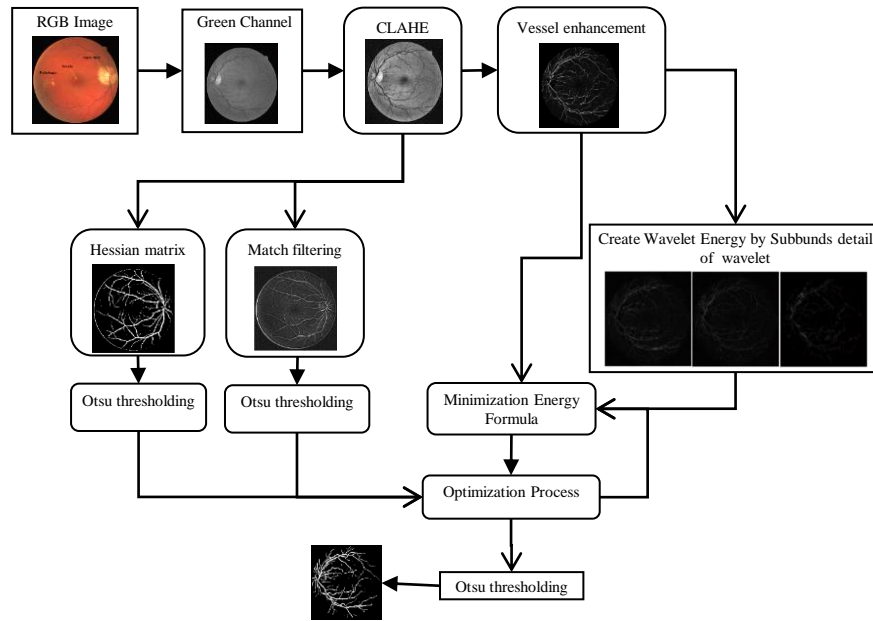 RGB Image
Green Channel
CLAHE
Vessel enhancement
Hessian matrix
Match filtering
Create Wavelet Energy by Subbunds detail
of wavelet
Otsu thresholding
Otsu thresholding
Minimization Energy
Formula
Optimization Process
Otsu thresholding